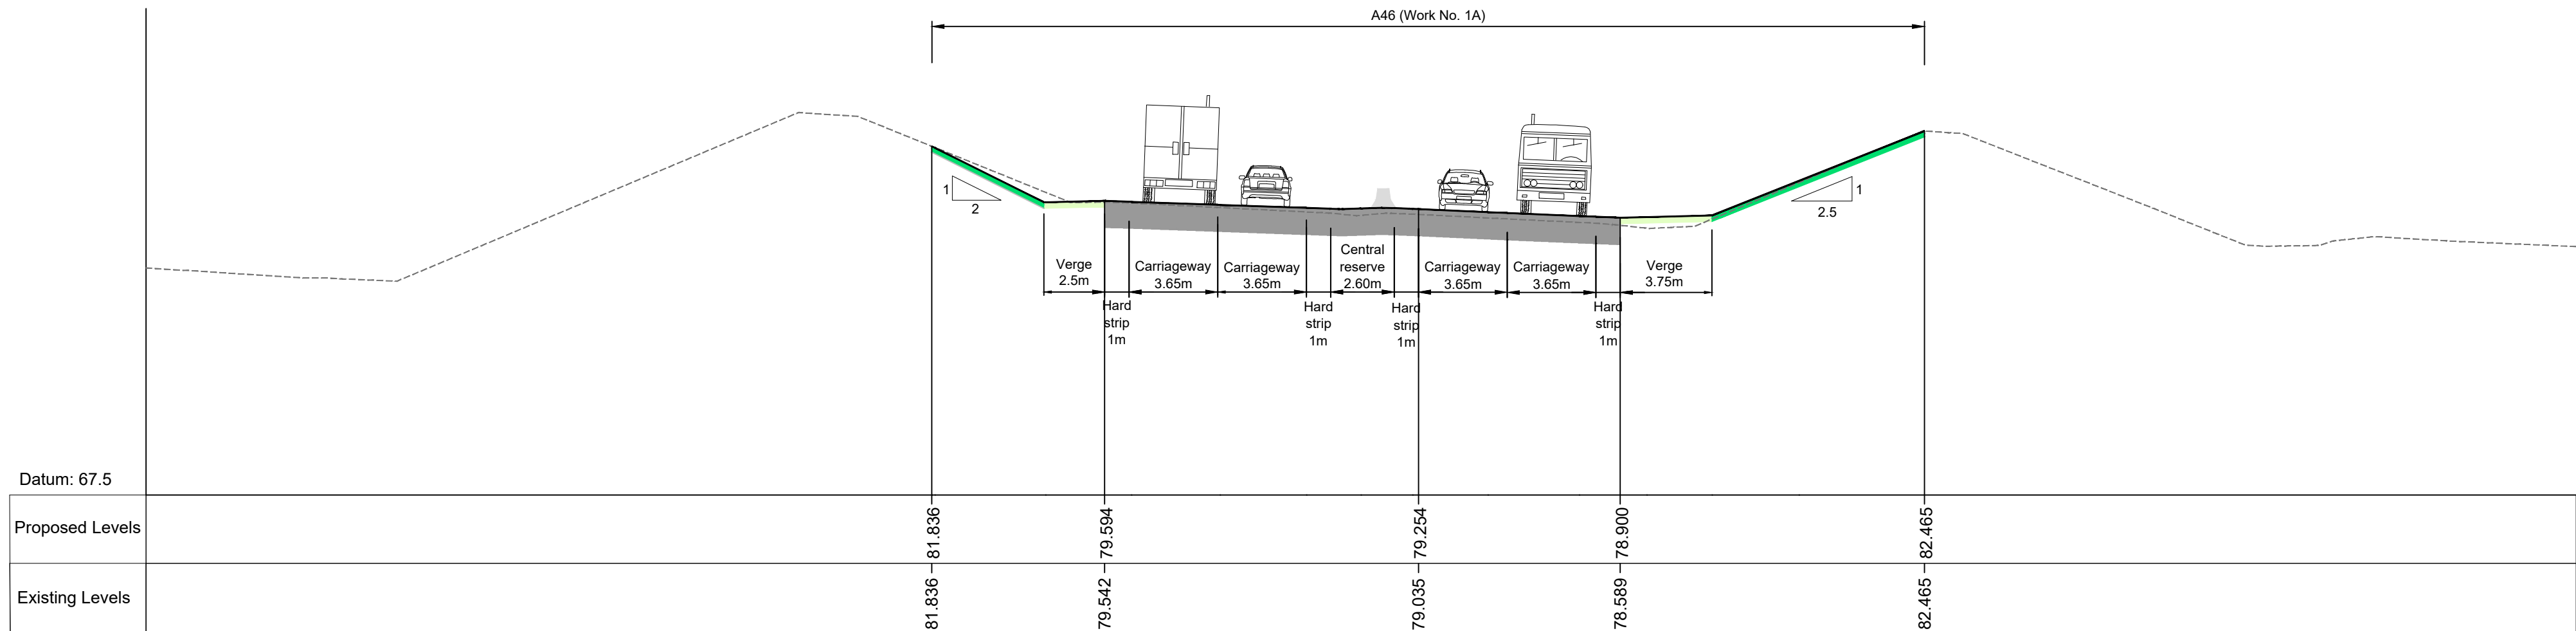 A46 (Work No. 1A)
1
2
1
2.5
Verge
2.5m
Carriageway
3.65m
Carriageway
3.65m
Central
reserve
2.60m
Carriageway
3.65m
Carriageway
3.65m
Verge
3.75m
Hard
strip
1m
Hard
strip
1m
Hard
strip
1m
Hard
strip
1m
Datum: 67.5
Proposed Levels
81.836
79.594
79.254
78.900
82.465
Existing Levels
81.836
79.542
79.035
78.589
82.465